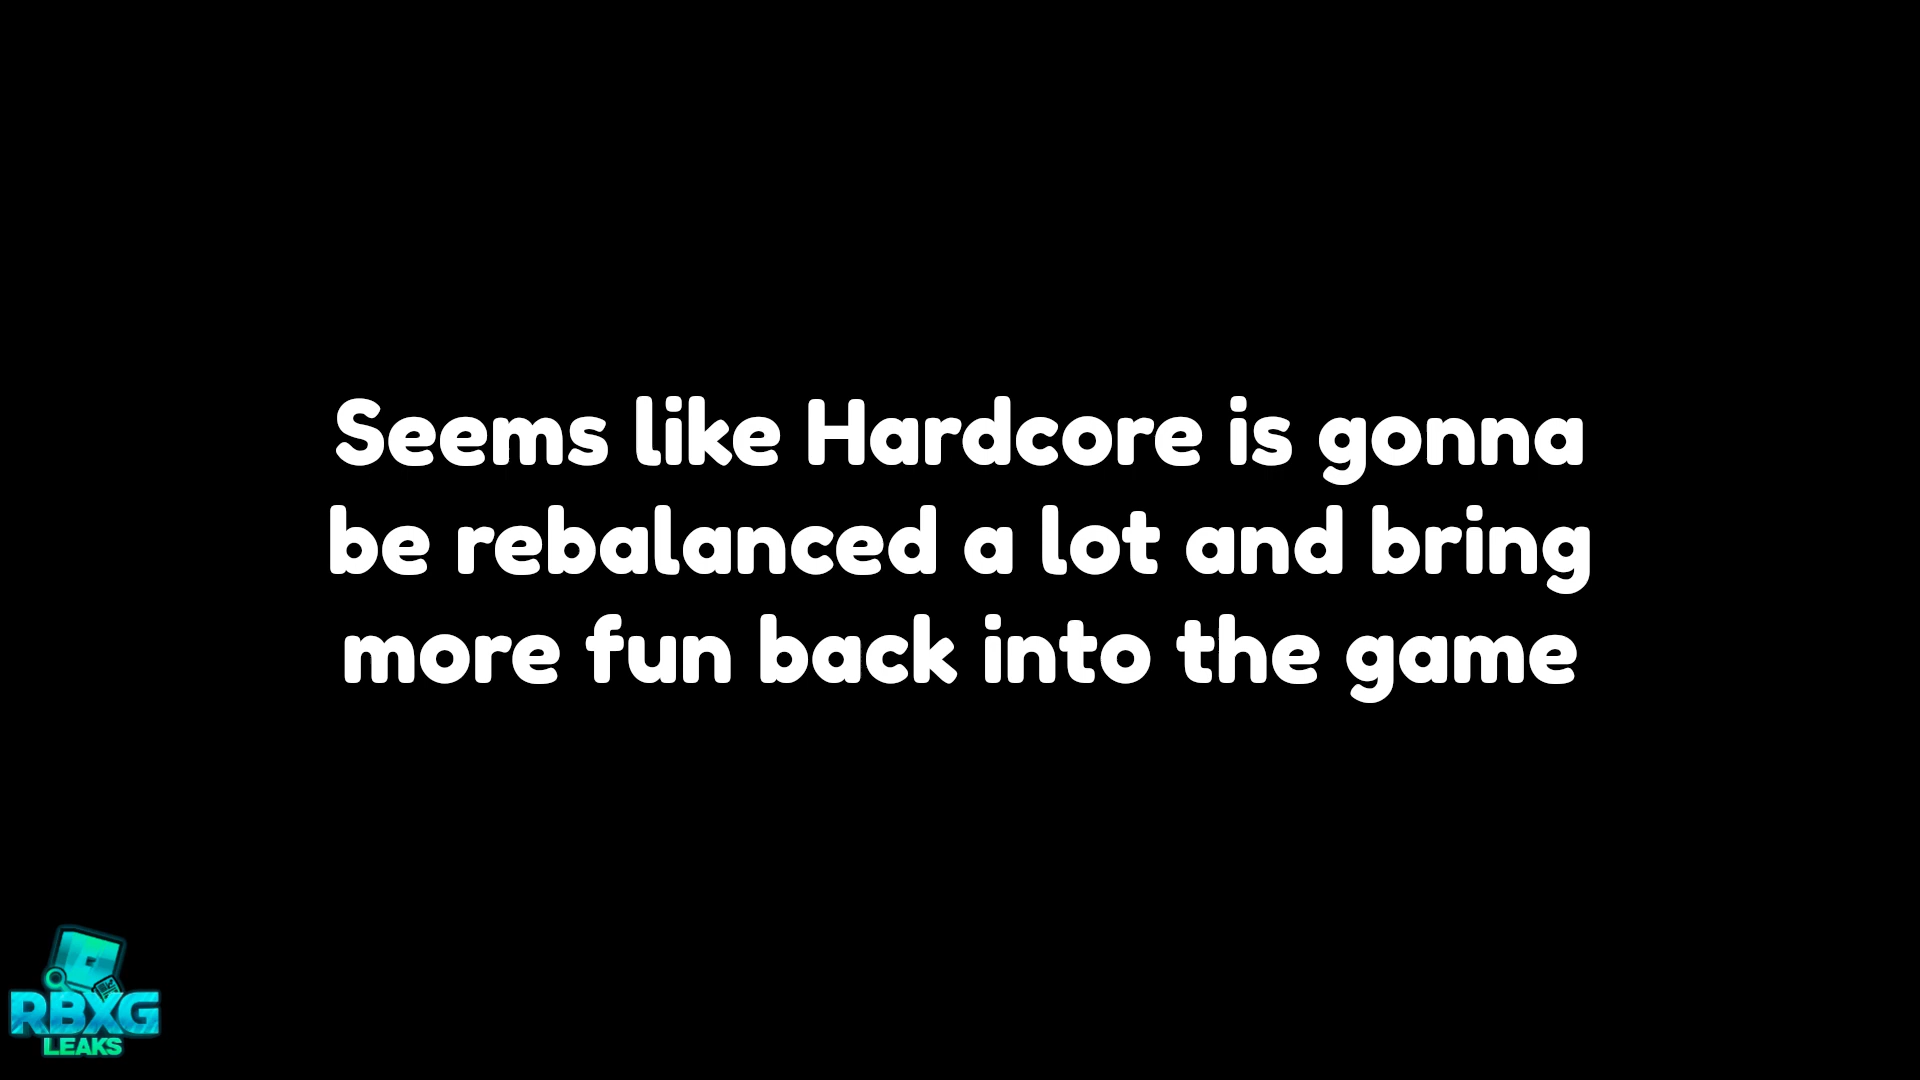 Seems like Hardcore is gonna
be rebalanced a lot and bring
more fun back into the game
RBXG
LEAKS